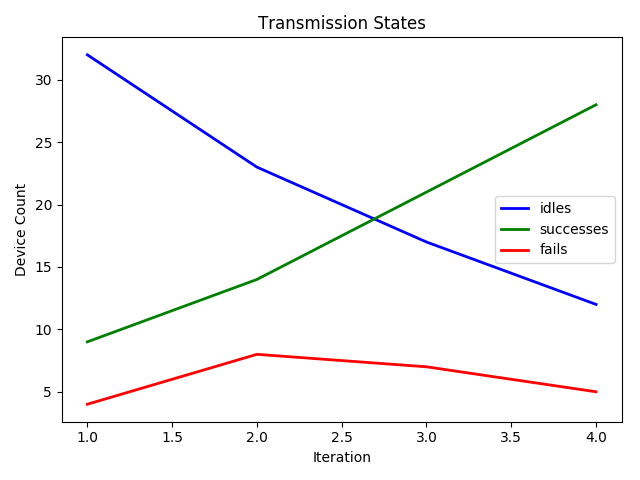 Transmission States
Device Count
30
25
20
15
10
5
idles
successes
fails
1.0 1.5 2.0 2.5 3.0 3.5 4.0
Iteration